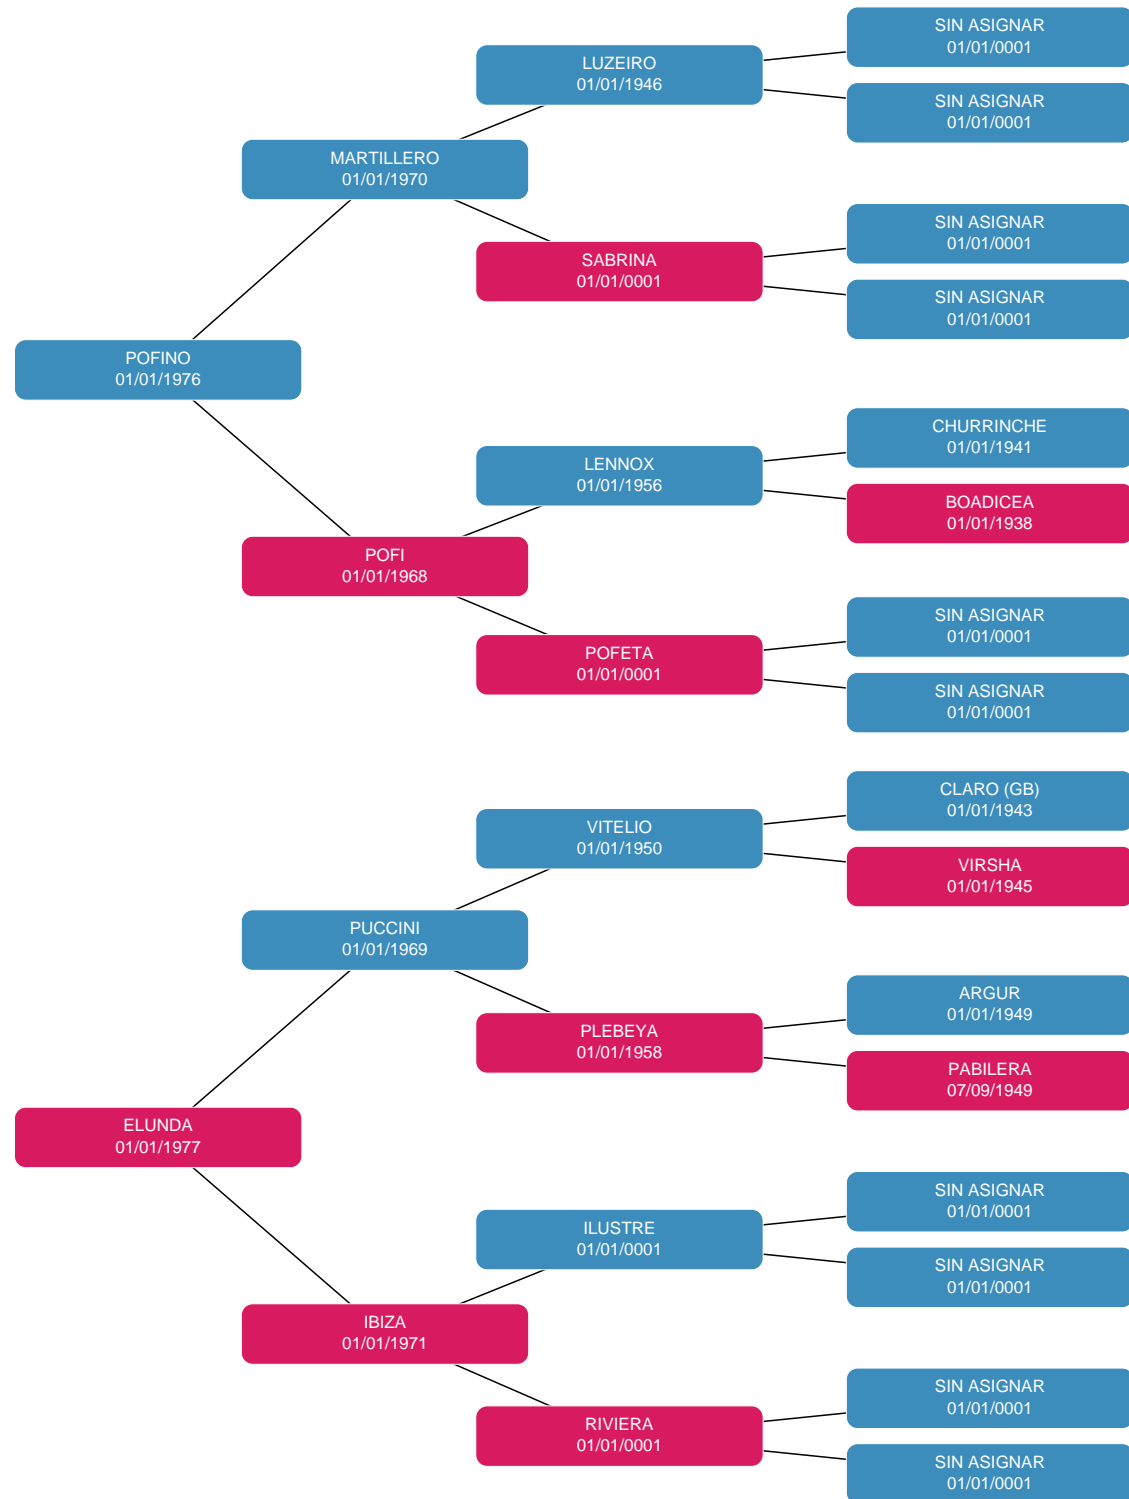 SIN ASIGNAR
01/01/0001
LUZEIRO
01/01/1946
SIN ASIGNAR
01/01/0001
MARTILLERO
01/01/1970
SIN ASIGNAR
01/01/0001
SABRINA
01/01/0001
SIN ASIGNAR
01/01/0001
POFINO
01/01/1976
CHURRINCHE
01/01/1941
LENNOX
01/01/1956
BOADICEA
01/01/1938
POFI
01/01/1968
SIN ASIGNAR
01/01/0001
POFETA
01/01/0001
SIN ASIGNAR
01/01/0001
CLARO (GB)
01/01/1943
VITELIO
01/01/1950
VIRSHA
01/01/1945
PUCCINI
01/01/1969
ARGUR
01/01/1949
PLEBEYA
01/01/1958
PABILERA
07/09/1949
ELUNDA
01/01/1977
SIN ASIGNAR
01/01/0001
ILUSTRE
01/01/0001
SIN ASIGNAR
01/01/0001
IBIZA
01/01/1971
SIN ASIGNAR
01/01/0001
RIVIERA
01/01/0001
SIN ASIGNAR
01/01/0001